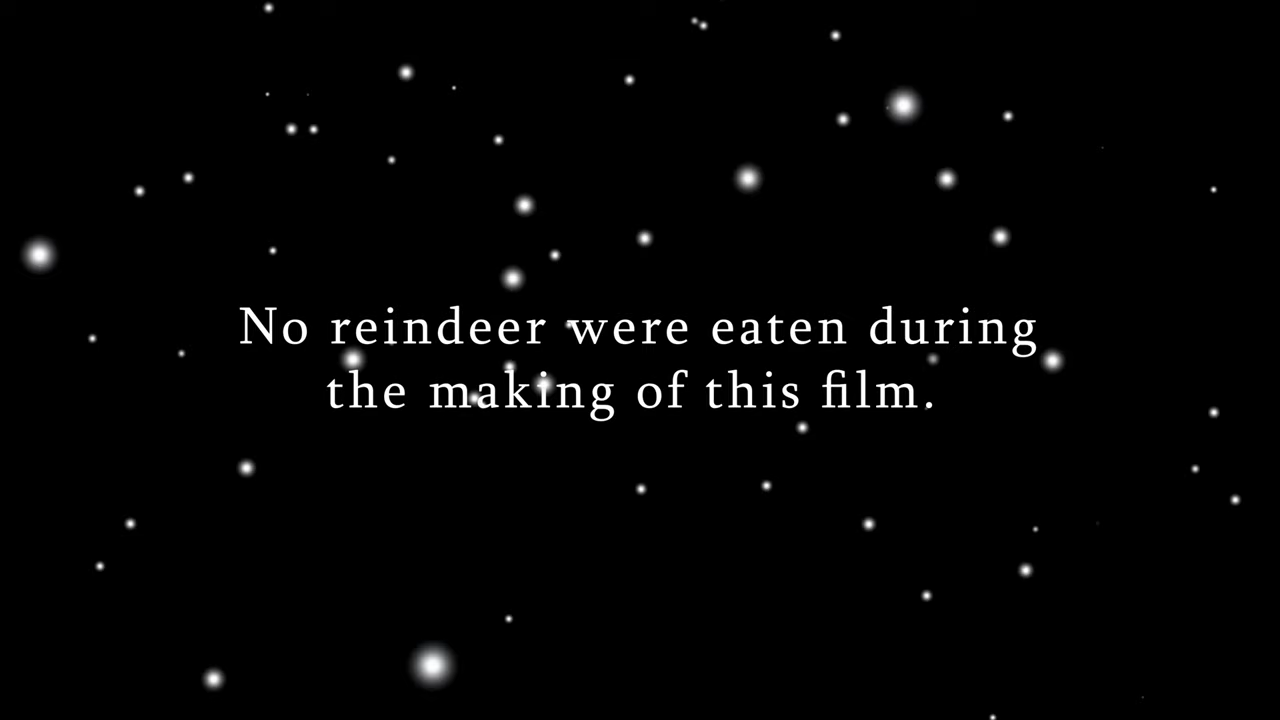 No reindeer were eaten during
the making of this film.